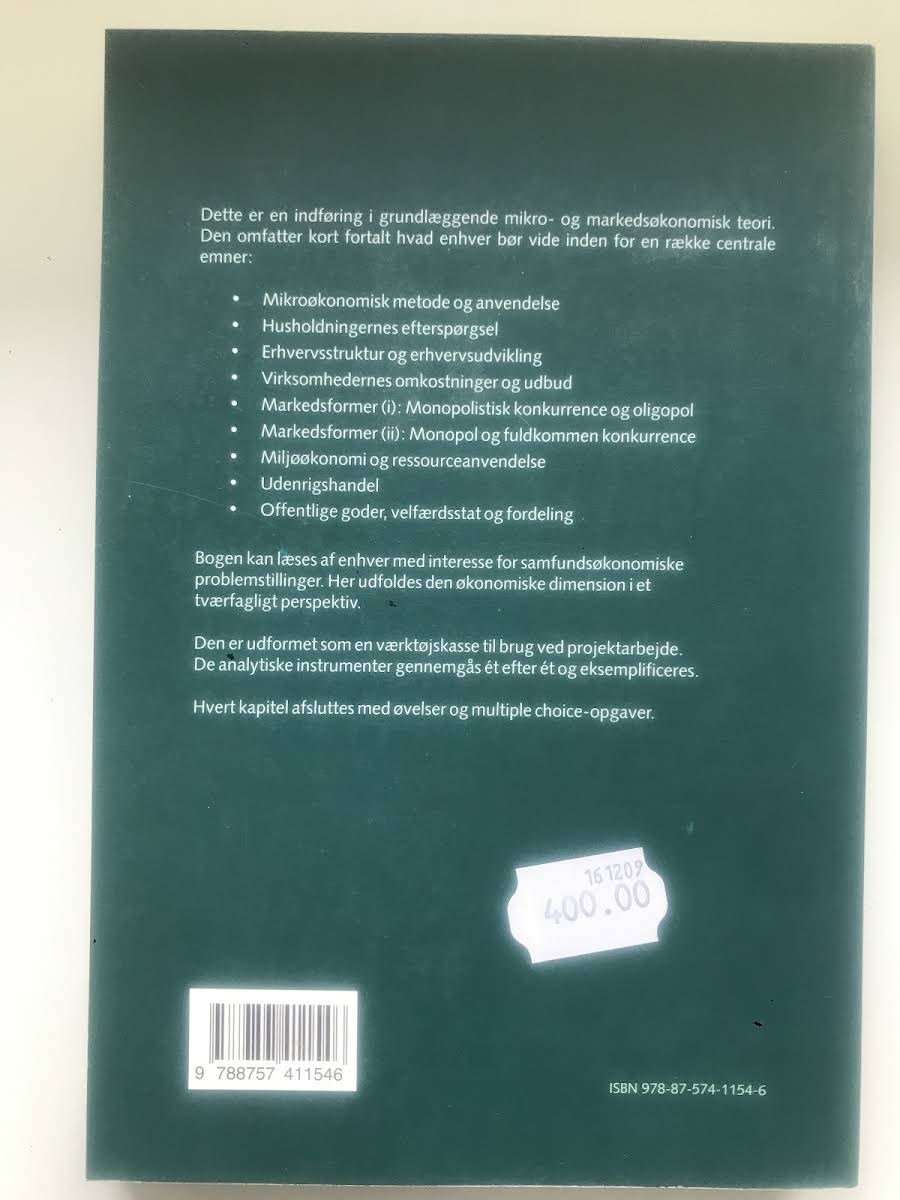 Dette er en indføring i grundlæggende mikro- og markedsøkonomisk teori.
Den omfatter kort fortalt hvad enhver bør vide inden for en række centrale
emner:
• Mikroøkonomisk metode og anvendelse
• Husholdningernes efterspørgsel
• Erhvervsstruktur og erhvervsudvikling
• Virksomhedernes omkostninger og udbud
• Markedsformer (i): Monopolistisk konkurrence og oligopol
• Markedsformer (ii): Monopol og fuldkommen konkurrence
• Miljøøkonomi og ressourceanvendelse
• Udenrigshandel
• Offentlige goder, velfærdsstat og fordeling
Bogen kan læses af enhver med interesse for samfundsøkonomiske
problemstillinger. Her udfoldes den økonomiske dimension i et
tværfagligt perspektiv.
Den er udformet som en værktøjskasse til brug ved projektarbejde.
De analytiske instrumenter gennemgås ét efter ét og eksemplificeres.
Hvert kapitel afsluttes med øvelser og multiple choice-opgaver.
161209
400.00
9 788757 411546
ISBN 978-87-574-1154-6